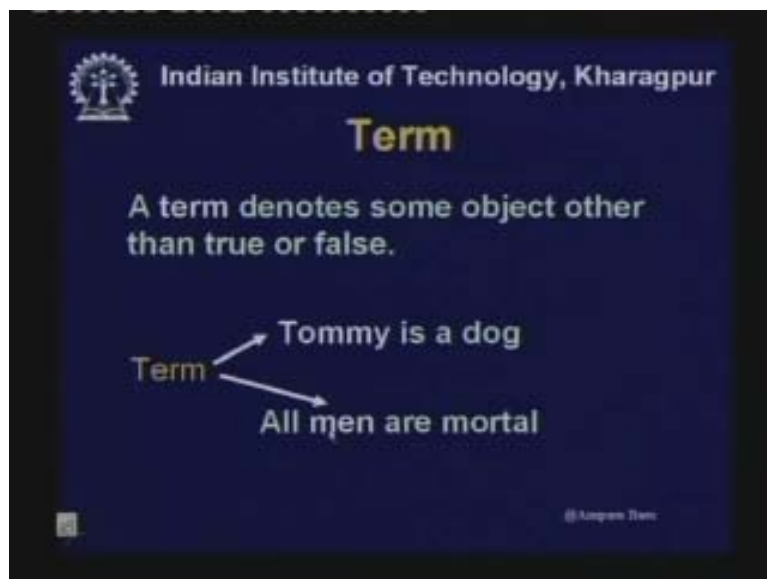 Indian Institute of Technology, Kharagpur
Term
A term denotes some object other
than true or false.
Tommy is a dog
Term
All men are mortal